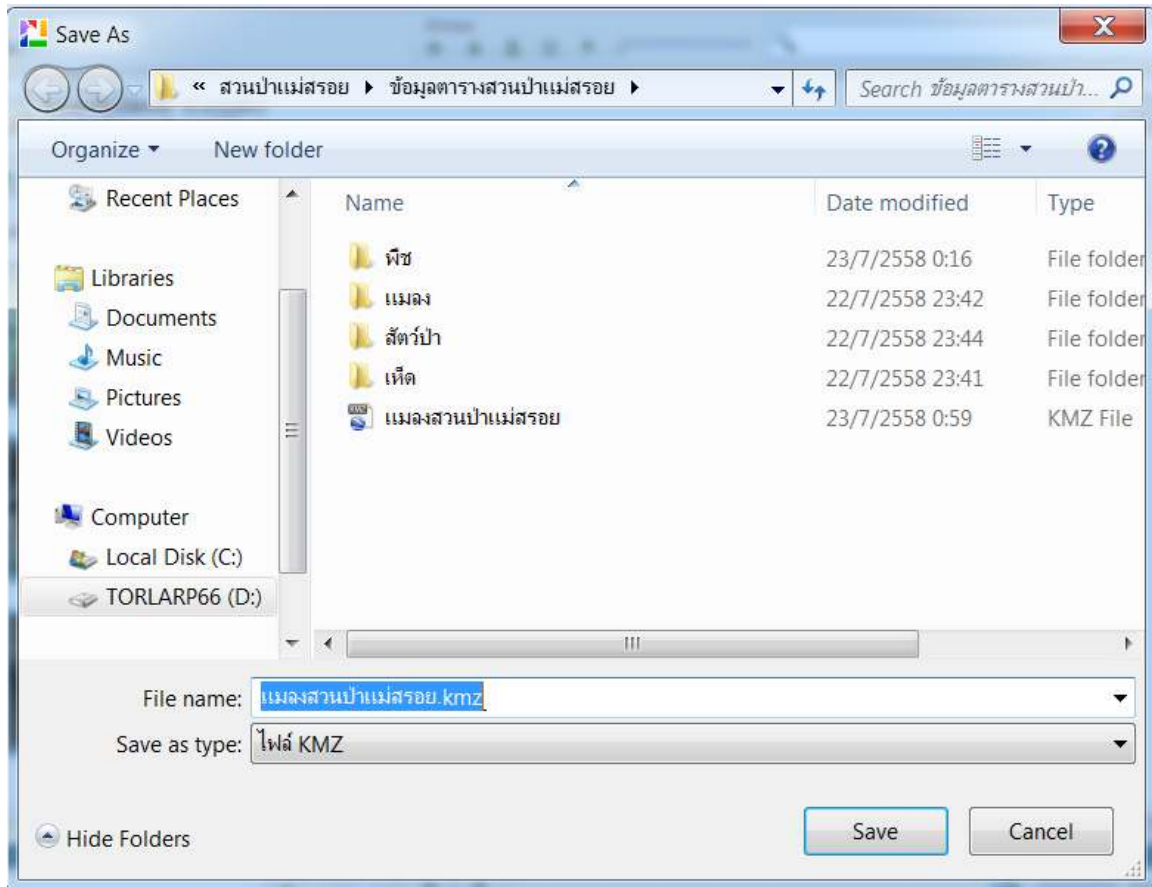 Save As
« สวนป่าแม่สรอย ▸ ข้อมูลตารางสวนป่าแม่สรอย ▸ Search ข้อมูลตารางสวนป่า...
Organize New folder
Name Date modified Type
Recent Places
Libraries
Documents
Music
Pictures
Videos
Computer
Local Disk (C:)
TORLARP66 (D:)
พืช 23/7/2558 0:16 File folder
แมลง 22/7/2558 23:42 File folder
สัตว์ป่า 22/7/2558 23:44 File folder
เห็ด 22/7/2558 23:41 File folder
แมลงสวนป่าแม่สรอย 23/7/2558 0:59 KMZ File
File name: แมลงสวนป่าแม่สรอย.kmz
Save as type: ไฟล์ KMZ
Hide Folders Save Cancel